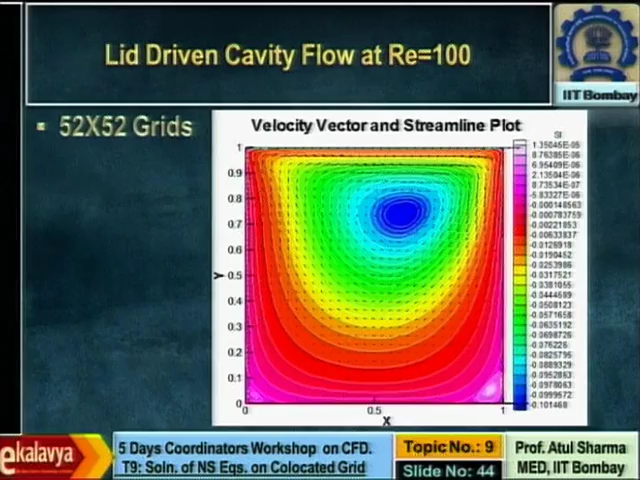 Lid Driven Cavity Flow at Re=100
IIT Bombay
▪ 52X52 Grids
Velocity Vector and Streamline Plot
SF
1
0.9
0.8
0.7
0.6
Y 0.5
0.4
0.3
0.2
0.1
0
0 0.5 1
X
1.35045E-05
8.76385E-06
6.95409E-06
2.13504E-06
8.73534E-07
-5.83327E-06
-0.000148563
-0.000783759
-0.00221853
-0.00633837
-0.0126918
-0.0190452
-0.0253986
-0.0317521
-0.0381055
-0.0444589
-0.0508123
-0.0571658
-0.0635192
-0.0698726
-0.076226
-0.0825795
-0.0889329
-0.0952863
-0.0978063
-0.0999672
-0.101468
ekalavya
5 Days Coordinators Workshop on CFD.
T9: Soln. of NS Eqs. on Colocated Grid
Topic No.: 9
Slide No: 44
Prof. Atul Sharma
MED, IIT Bombay